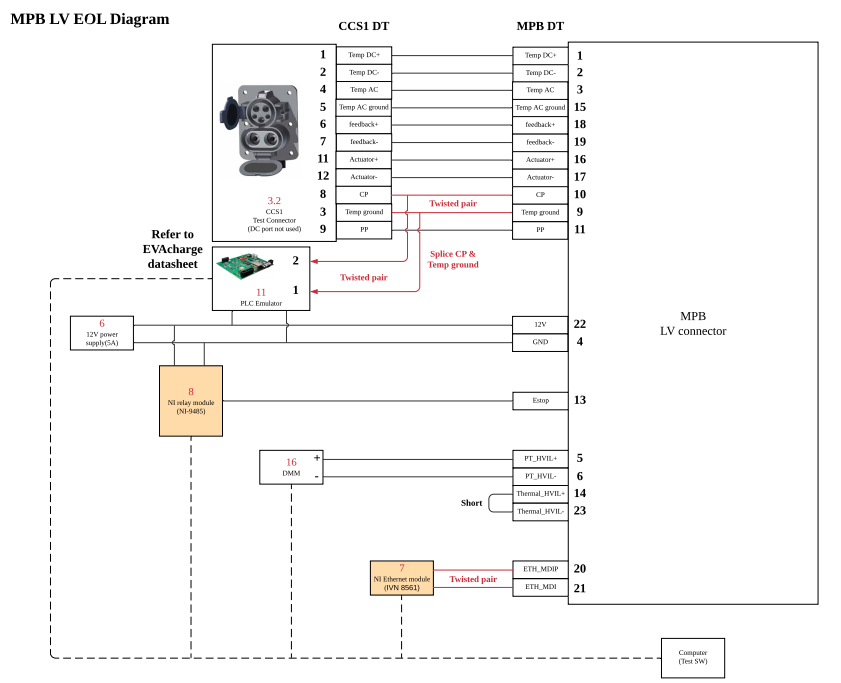 MPB LV EOL Diagram
CCS1 DT
MPB DT
1 Temp DC+ Temp DC+ 1
2 Temp DC- Temp DC- 2
4 Temp AC Temp AC 3
5 Temp AC ground Temp AC ground 15
6 feedback+ feedback+ 18
7 feedback- feedback- 19
11 Actuator+ Actuator+ 16
12 Actuator- Actuator- 17
8 CP CP 10
Twisted pair
3 Temp ground Temp ground 9
9 PP PP 11
3.2
CCS1
Test Connector
(DC port not used)
Refer to
EVAcharge
datasheet
2
1
11
PLC Emulator
Splice CP &
Temp ground
Twisted pair
6
12V power
supply(5A)
12V 22
GND 4
MPB
LV connector
8
NI relay module
(NI-9485)
Estop 13
16
DMM
+
-
PT_HVIL+ 5
PT_HVIL- 6
Short
Thermal_HVIL+ 14
Thermal_HVIL- 23
7
NI Ethernet module
(IVN 8561)
Twisted pair
ETH_MDIP 20
ETH_MDI 21
Computer
(Test SW)